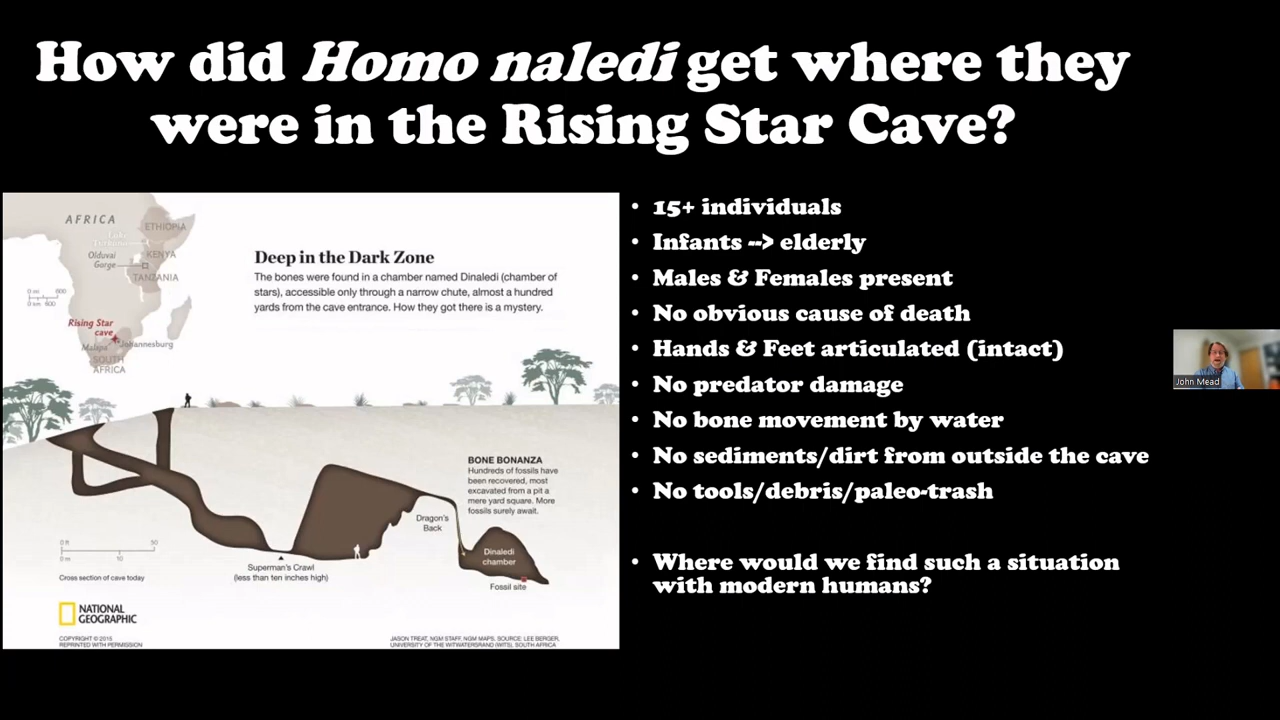 How did Homo naledi get where they
were in the Rising Star Cave?
AFRICA
ETHIOPIA
Lake
Turkana
KENYA
Olduvai
Gorge
TANZANIA
0 mi 600
0 km 600
Rising Star
cave
Malapa
Johannesburg
SOUTH
AFRICA
Deep in the Dark Zone
The bones were found in a chamber named Dinaledi (chamber of
stars), accessible only through a narrow chute, almost a hundred
yards from the cave entrance. How they got there is a mystery.
BONE BONANZA
Hundreds of fossils have
been recovered, most
excavated from a pit a
mere yard square. More
fossils surely await.
Dragon's
Back
Dinaledi
chamber
Fossil site
Superman's Crawl
(less than ten inches high)
0 ft 50
0 m 10
Cross section of cave today
NATIONAL
GEOGRAPHIC
COPYRIGHT © 2015
REPRINTED WITH PERMISSION
JASON TREAT, NGM STAFF, NGM MAPS, SOURCE: LEE BERGER,
UNIVERSITY OF THE WITWATERSRAND (WITS), SOUTH AFRICA
• 15+ individuals
• Infants --> elderly
• Males & Females present
• No obvious cause of death
• Hands & Feet articulated (intact)
• No predator damage
• No bone movement by water
• No sediments/dirt from outside the cave
• No tools/debris/paleo-trash
• Where would we find such a situation
with modern humans?
John Mead